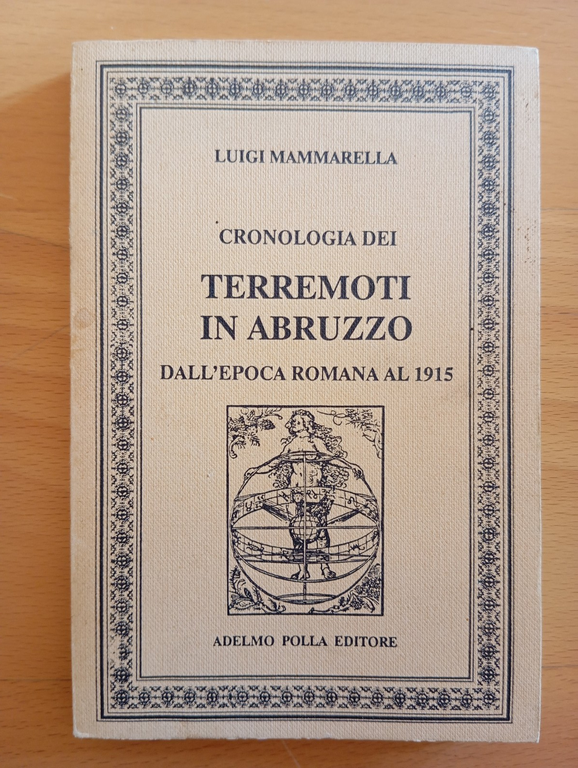 LUIGI MAMMARELLA
CRONOLOGIA DEI
TERREMOTI
IN ABRUZZO
DALL'EPOCA ROMANA AL 1915
ADELMO POLLA EDITORE